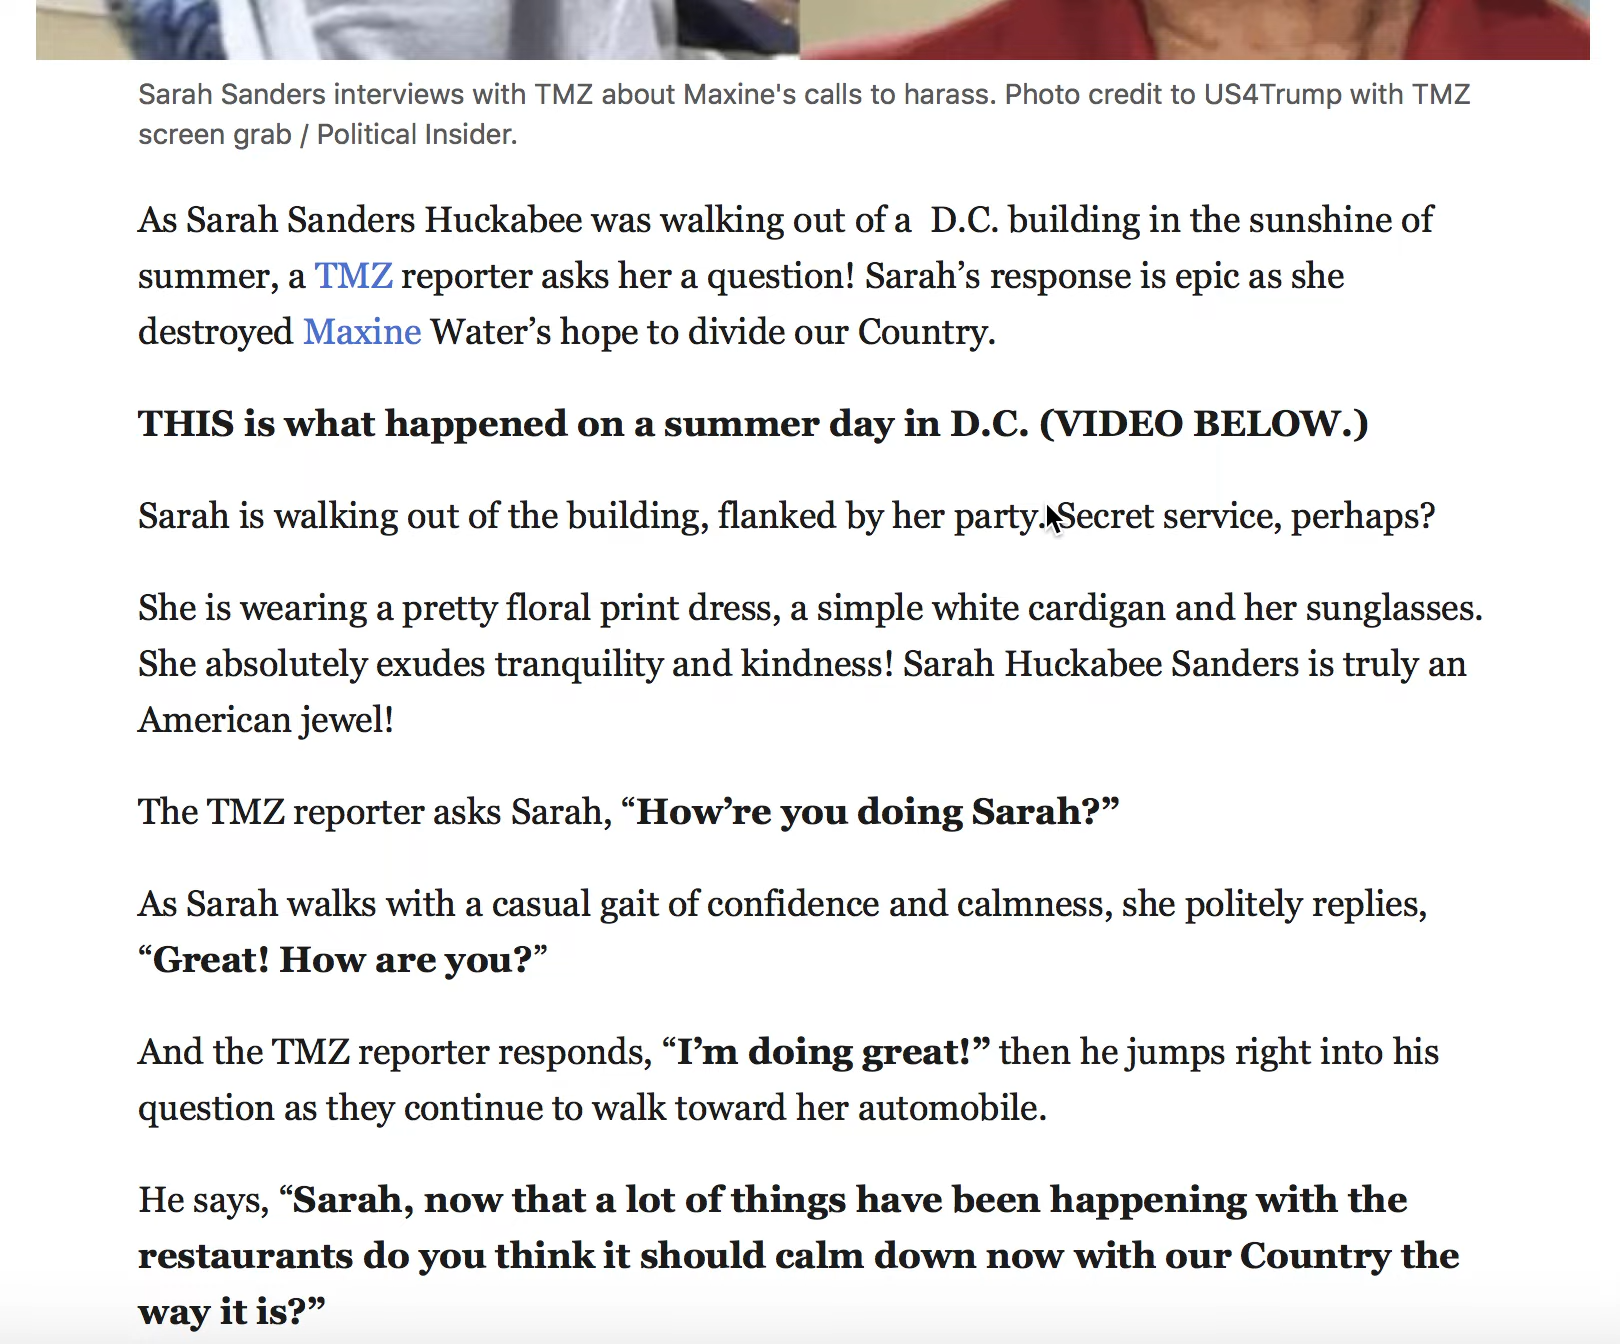 Sarah Sanders interviews with TMZ about Maxine's calls to harass. Photo credit to US4Trump with TMZ
screen grab / Political Insider.
As Sarah Sanders Huckabee was walking out of a  D.C. building in the sunshine of
summer, a TMZ reporter asks her a question! Sarah’s response is epic as she
destroyed Maxine Water’s hope to divide our Country.
THIS is what happened on a summer day in D.C. (VIDEO BELOW.)
Sarah is walking out of the building, flanked by her party. Secret service, perhaps?
She is wearing a pretty floral print dress, a simple white cardigan and her sunglasses.
She absolutely exudes tranquility and kindness! Sarah Huckabee Sanders is truly an
American jewel!
The TMZ reporter asks Sarah, “How’re you doing Sarah?”
As Sarah walks with a casual gait of confidence and calmness, she politely replies,
“Great! How are you?”
And the TMZ reporter responds, “I’m doing great!” then he jumps right into his
question as they continue to walk toward her automobile.
He says, “Sarah, now that a lot of things have been happening with the
restaurants do you think it should calm down now with our Country the
way it is?”